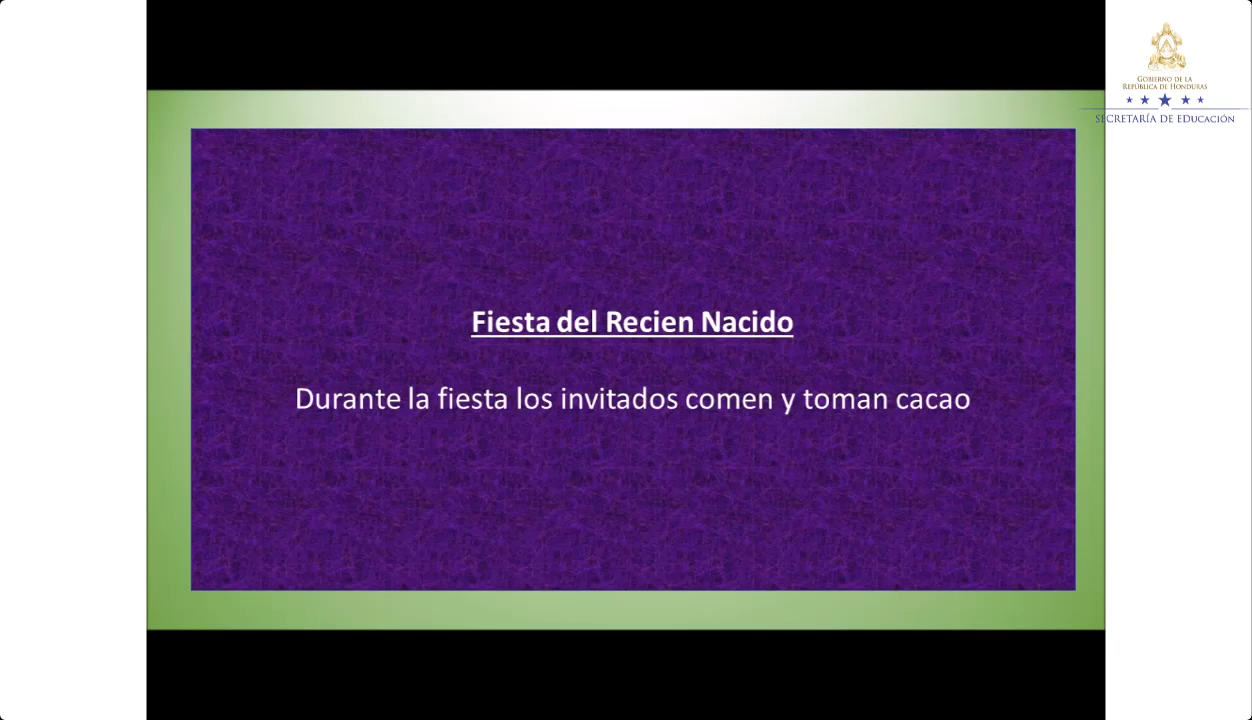 GOBIERNO DE LA
REPÚBLICA DE HONDURAS
SECRETARÍA DE EDUCACIÓN
Fiesta del Recien Nacido
Durante la fiesta los invitados comen y toman cacao